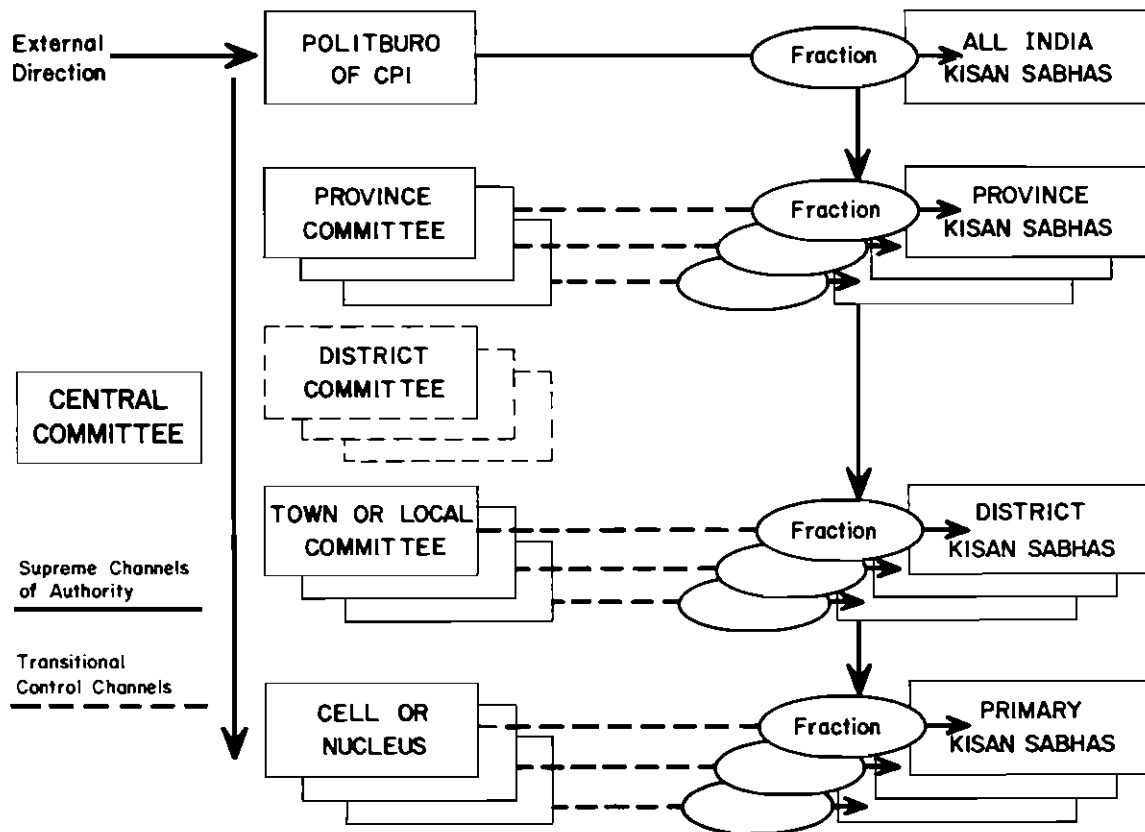 External
Direction
POLITBURO
OF CPI
Fraction
ALL INDIA
KISAN SABHAS
PROVINCE
COMMITTEE
Fraction
PROVINCE
KISAN SABHAS
DISTRICT
COMMITTEE
CENTRAL
COMMITTEE
TOWN OR LOCAL
COMMITTEE
Fraction
DISTRICT
KISAN SABHAS
Supreme Channels
of Authority
Transitional
Control Channels
CELL OR
NUCLEUS
Fraction
PRIMARY
KISAN SABHAS